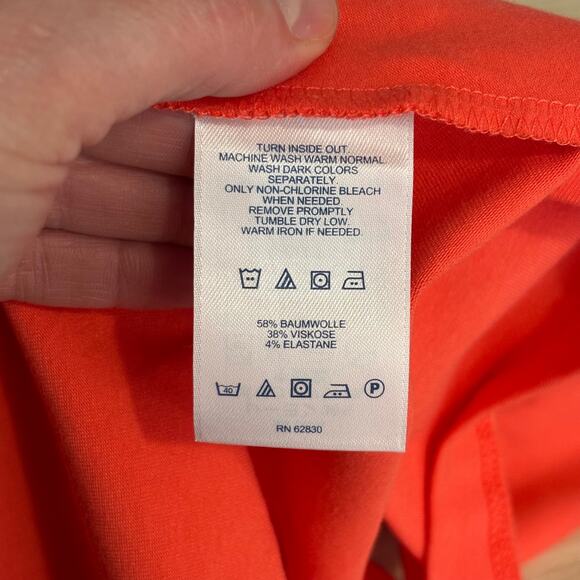 TURN INSIDE OUT.
MACHINE WASH WARM NORMAL.
WASH DARK COLORS
SEPARATELY.
ONLY NON-CHLORINE BLEACH
WHEN NEEDED.
REMOVE PROMPTLY
TUMBLE DRY LOW.
WARM IRON IF NEEDED.
58% BAUMWOLLE
38% VISKOSE
4% ELASTANE
40 P
RN 62830